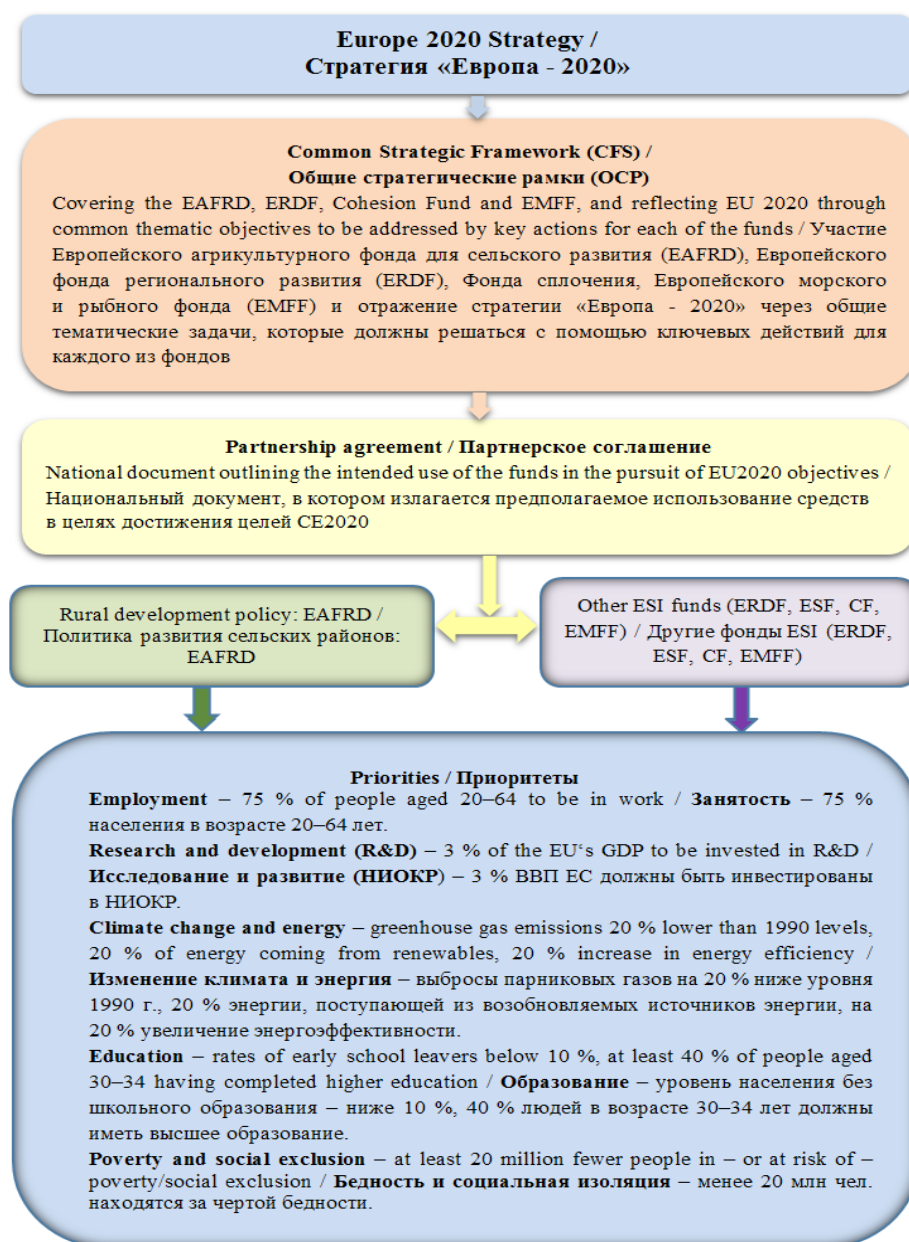 Europe 2020 Strategy /
Стратегия «Европа - 2020»
Common Strategic Framework (CFS) /
Общие стратегические рамки (ОСР)
Covering the EAFRD, ERDF, Cohesion Fund and EMFF, and reflecting EU 2020 through
common thematic objectives to be addressed by key actions for each of the funds / Участие
Европейского агрикультурного фонда для сельского развития (EAFRD), Европейского
фонда регионального развития (ERDF), Фонда сплочения, Европейского морского
и рыбного фонда (EMFF) и отражение стратегии «Европа - 2020» через общие
тематические задачи, которые должны решаться с помощью ключевых действий для
каждого из фондов
Partnership agreement / Партнерское соглашение
National document outlining the intended use of the funds in the pursuit of EU2020 objectives /
Национальный документ, в котором излагается предполагаемое использование средств
в целях достижения целей СЕ2020
Rural development policy: EAFRD /
Политика развития сельских районов:
EAFRD
Other ESI funds (ERDF, ESF, CF,
EMFF) / Другие фонды ESI (ERDF,
ESF, CF, EMFF)
Priorities / Приоритеты
Employment – 75 % of people aged 20–64 to be in work / Занятость – 75 %
населения в возрасте 20–64 лет.
Research and development (R&D) – 3 % of the EU‘s GDP to be invested in R&D /
Исследование и развитие (НИОКР) – 3 % ВВП ЕС должны быть инвестированы
в НИОКР.
Climate change and energy – greenhouse gas emissions 20 % lower than 1990 levels,
20 % of energy coming from renewables, 20 % increase in energy efficiency /
Изменение климата и энергия – выбросы парниковых газов на 20 % ниже уровня
1990 г., 20 % энергии, поступающей из возобновляемых источников энергии, на
20 % увеличение энергоэффективности.
Education – rates of early school leavers below 10 %, at least 40 % of people aged
30–34 having completed higher education / Образование – уровень населения без
школьного образования – ниже 10 %, 40 % людей в возрасте 30–34 лет должны
иметь высшее образование.
Poverty and social exclusion – at least 20 million fewer people in – or at risk of –
poverty/social exclusion / Бедность и социальная изоляция – менее 20 млн чел.
находятся за чертой бедности.